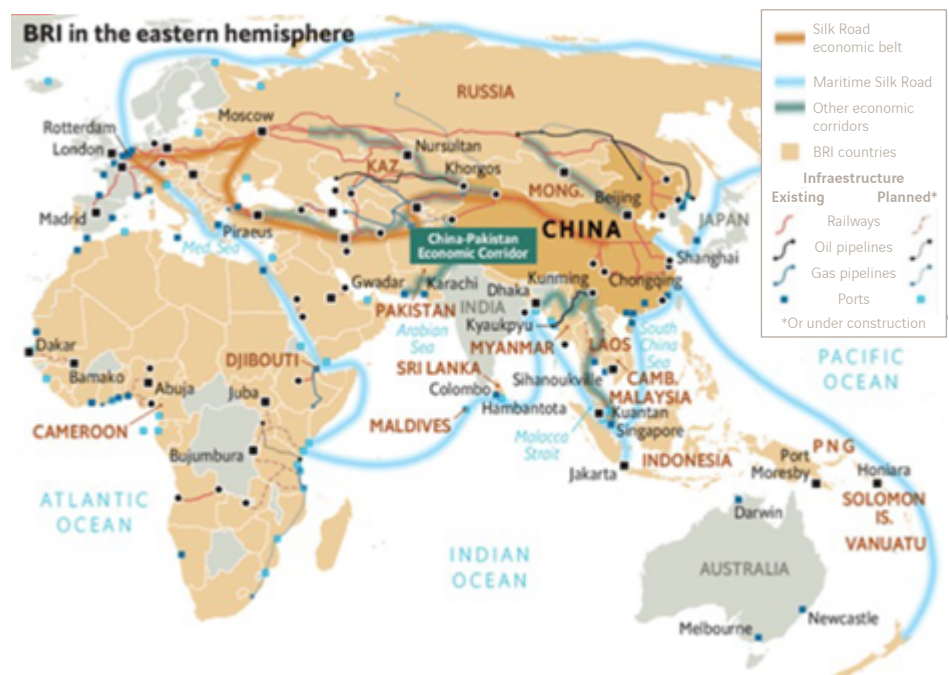 BRI in the eastern hemisphere
Silk Road
economic belt
Maritime Silk Road
Other economic
corridors
BRI countries
Infraestructure
Existing
Planned*
Railways
Oil pipelines
Gas pipelines
Ports
*Or under construction
RUSSIA
Moscow
Rotterdam
London
Nursultan
KAZ.
Khorgos
MONG.
Beijing
Madrid
Piraeus
Med. Sea
CHINA
JAPAN
China-Pakistan
Economic Corridor
Shanghai
Gwadar
Karachi
Dhaka
Kunming
Chongqing
PAKISTAN
INDIA
Arabian
Sea
Kyaukpyu
South
China
Sea
MYANMAR
LAOS
Dakar
Bamako
Abuja
DJIBOUTI
Juba
SRI LANKA
Colombo
Sihanoukville
CAMB.
MALAYSIA
Hambantota
Kuantan
Singapore
PACIFIC
OCEAN
CAMEROON
MALDIVES
Malacca
Strait
Bujumbura
Jakarta
INDONESIA
Port
Moresby
PNG
Honiara
SOLOMON
IS.
VANUATU
ATLANTIC
OCEAN
INDIAN
OCEAN
Darwin
AUSTRALIA
Newcastle
Melbourne